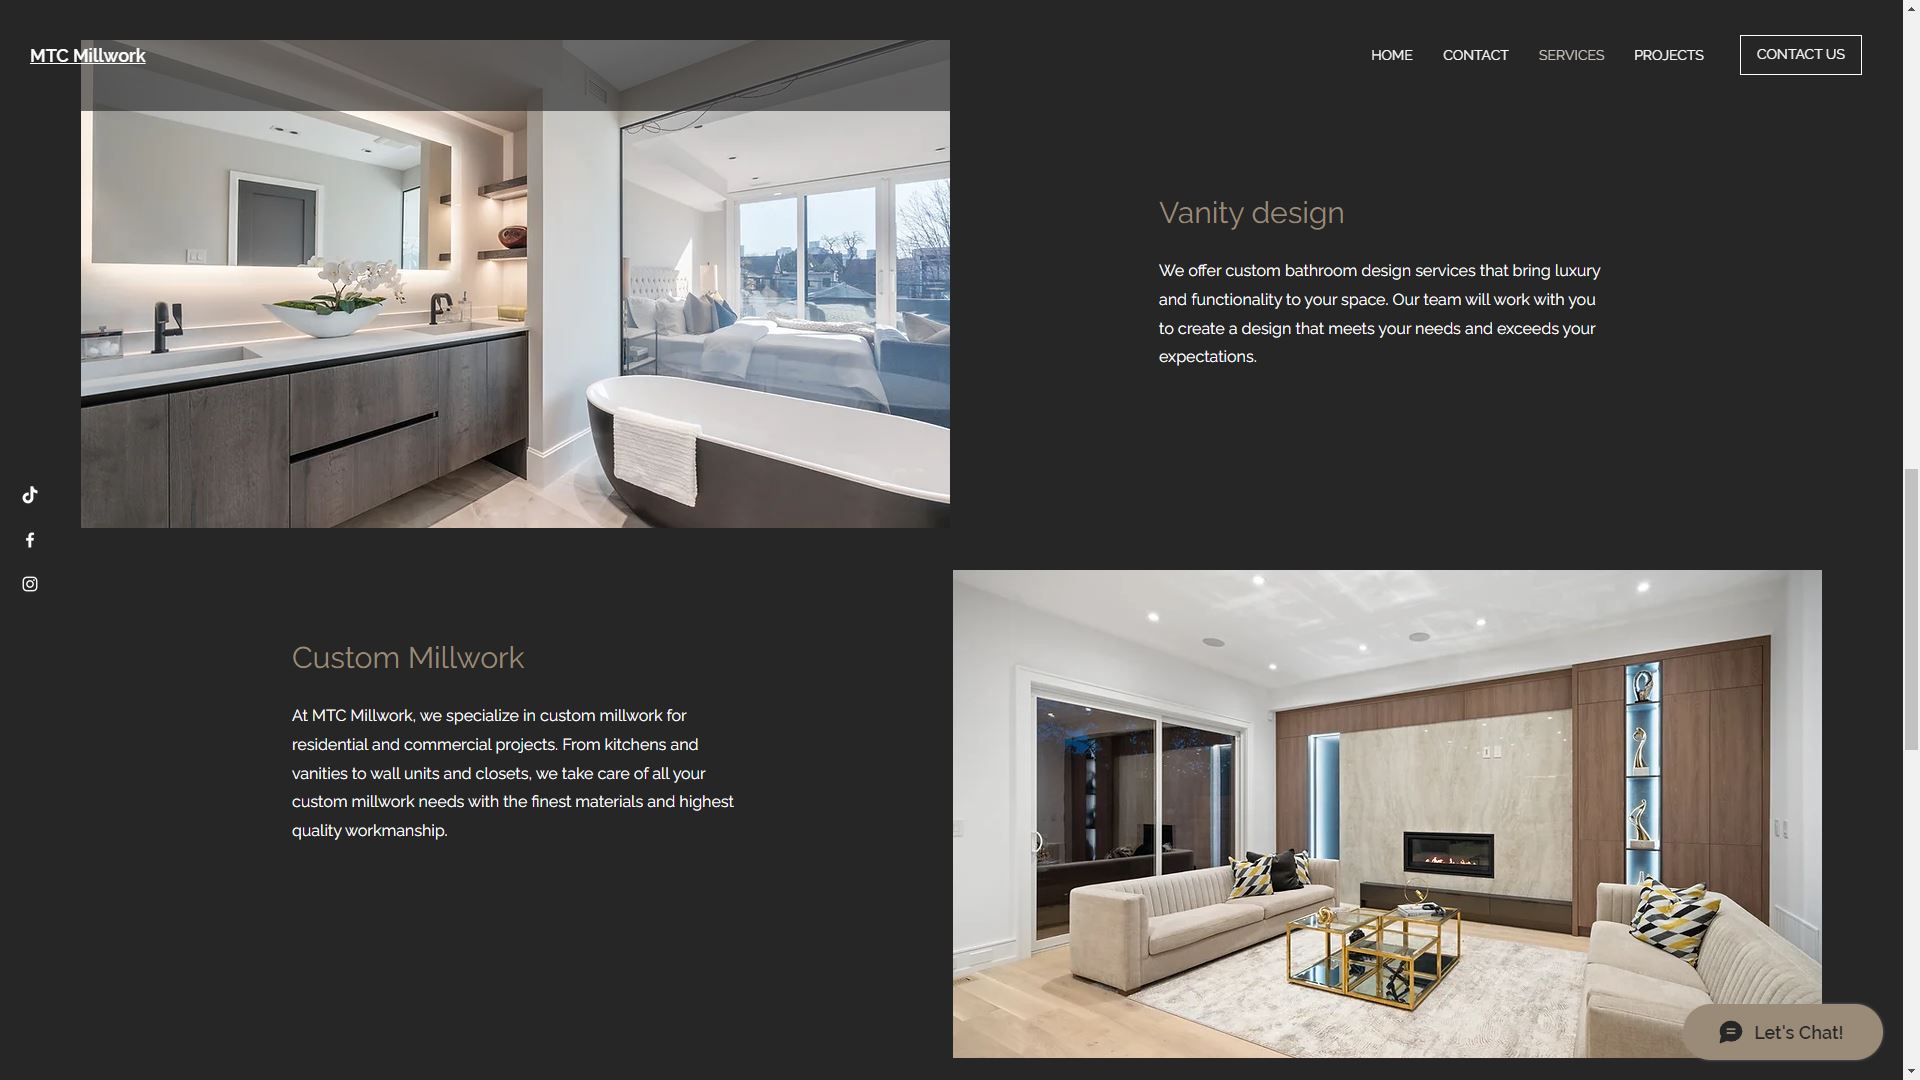 MTC Millwork
HOME
CONTACT
SERVICES
PROJECTS
CONTACT US
Vanity design
We offer custom bathroom design services that bring luxury
and functionality to your space. Our team will work with you
to create a design that meets your needs and exceeds your
expectations.
Custom Millwork
At MTC Millwork, we specialize in custom millwork for
residential and commercial projects. From kitchens and
vanities to wall units and closets, we take care of all your
custom millwork needs with the finest materials and highest
quality workmanship.
Let's Chat!